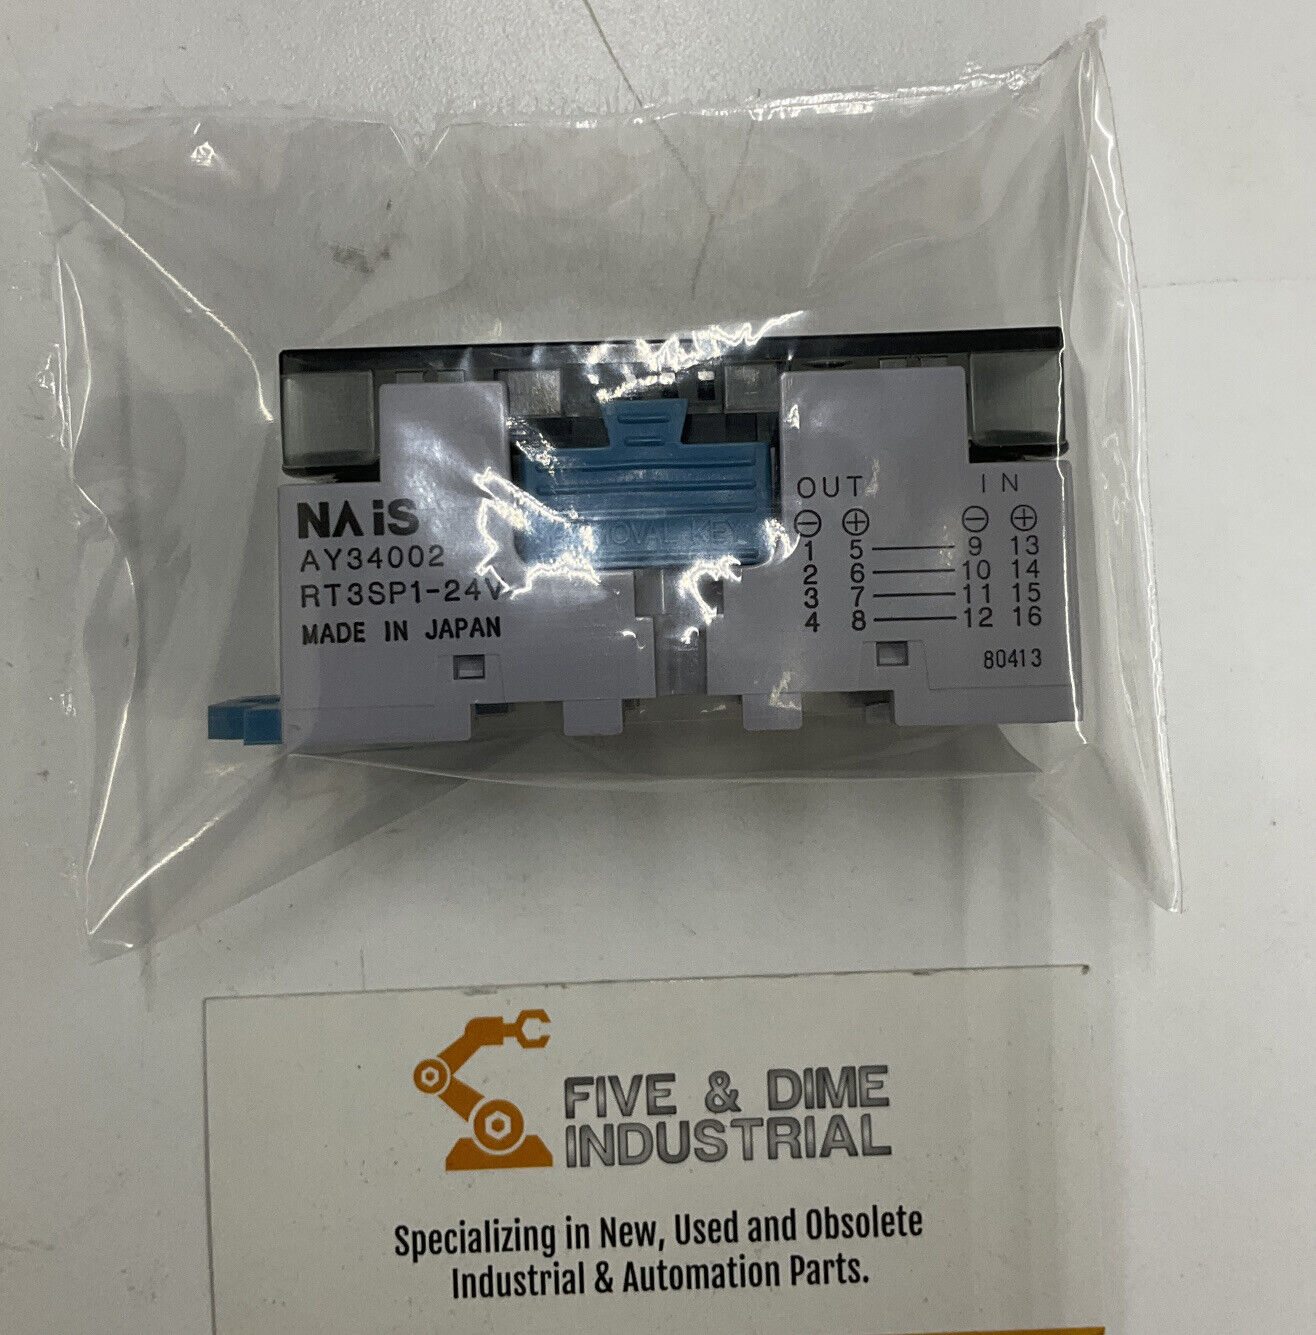 NAiS
AY34002
RT3SP1-24V
MADE IN JAPAN
REMOVAL KEY
OUT IN
⊖ ⊕ ⊖ ⊕
1 5 9 13
2 6 10 14
3 7 11 15
4 8 12 16
80413
FIVE & DIME
INDUSTRIAL
Specializing in New, Used and Obsolete
Industrial & Automation Parts.